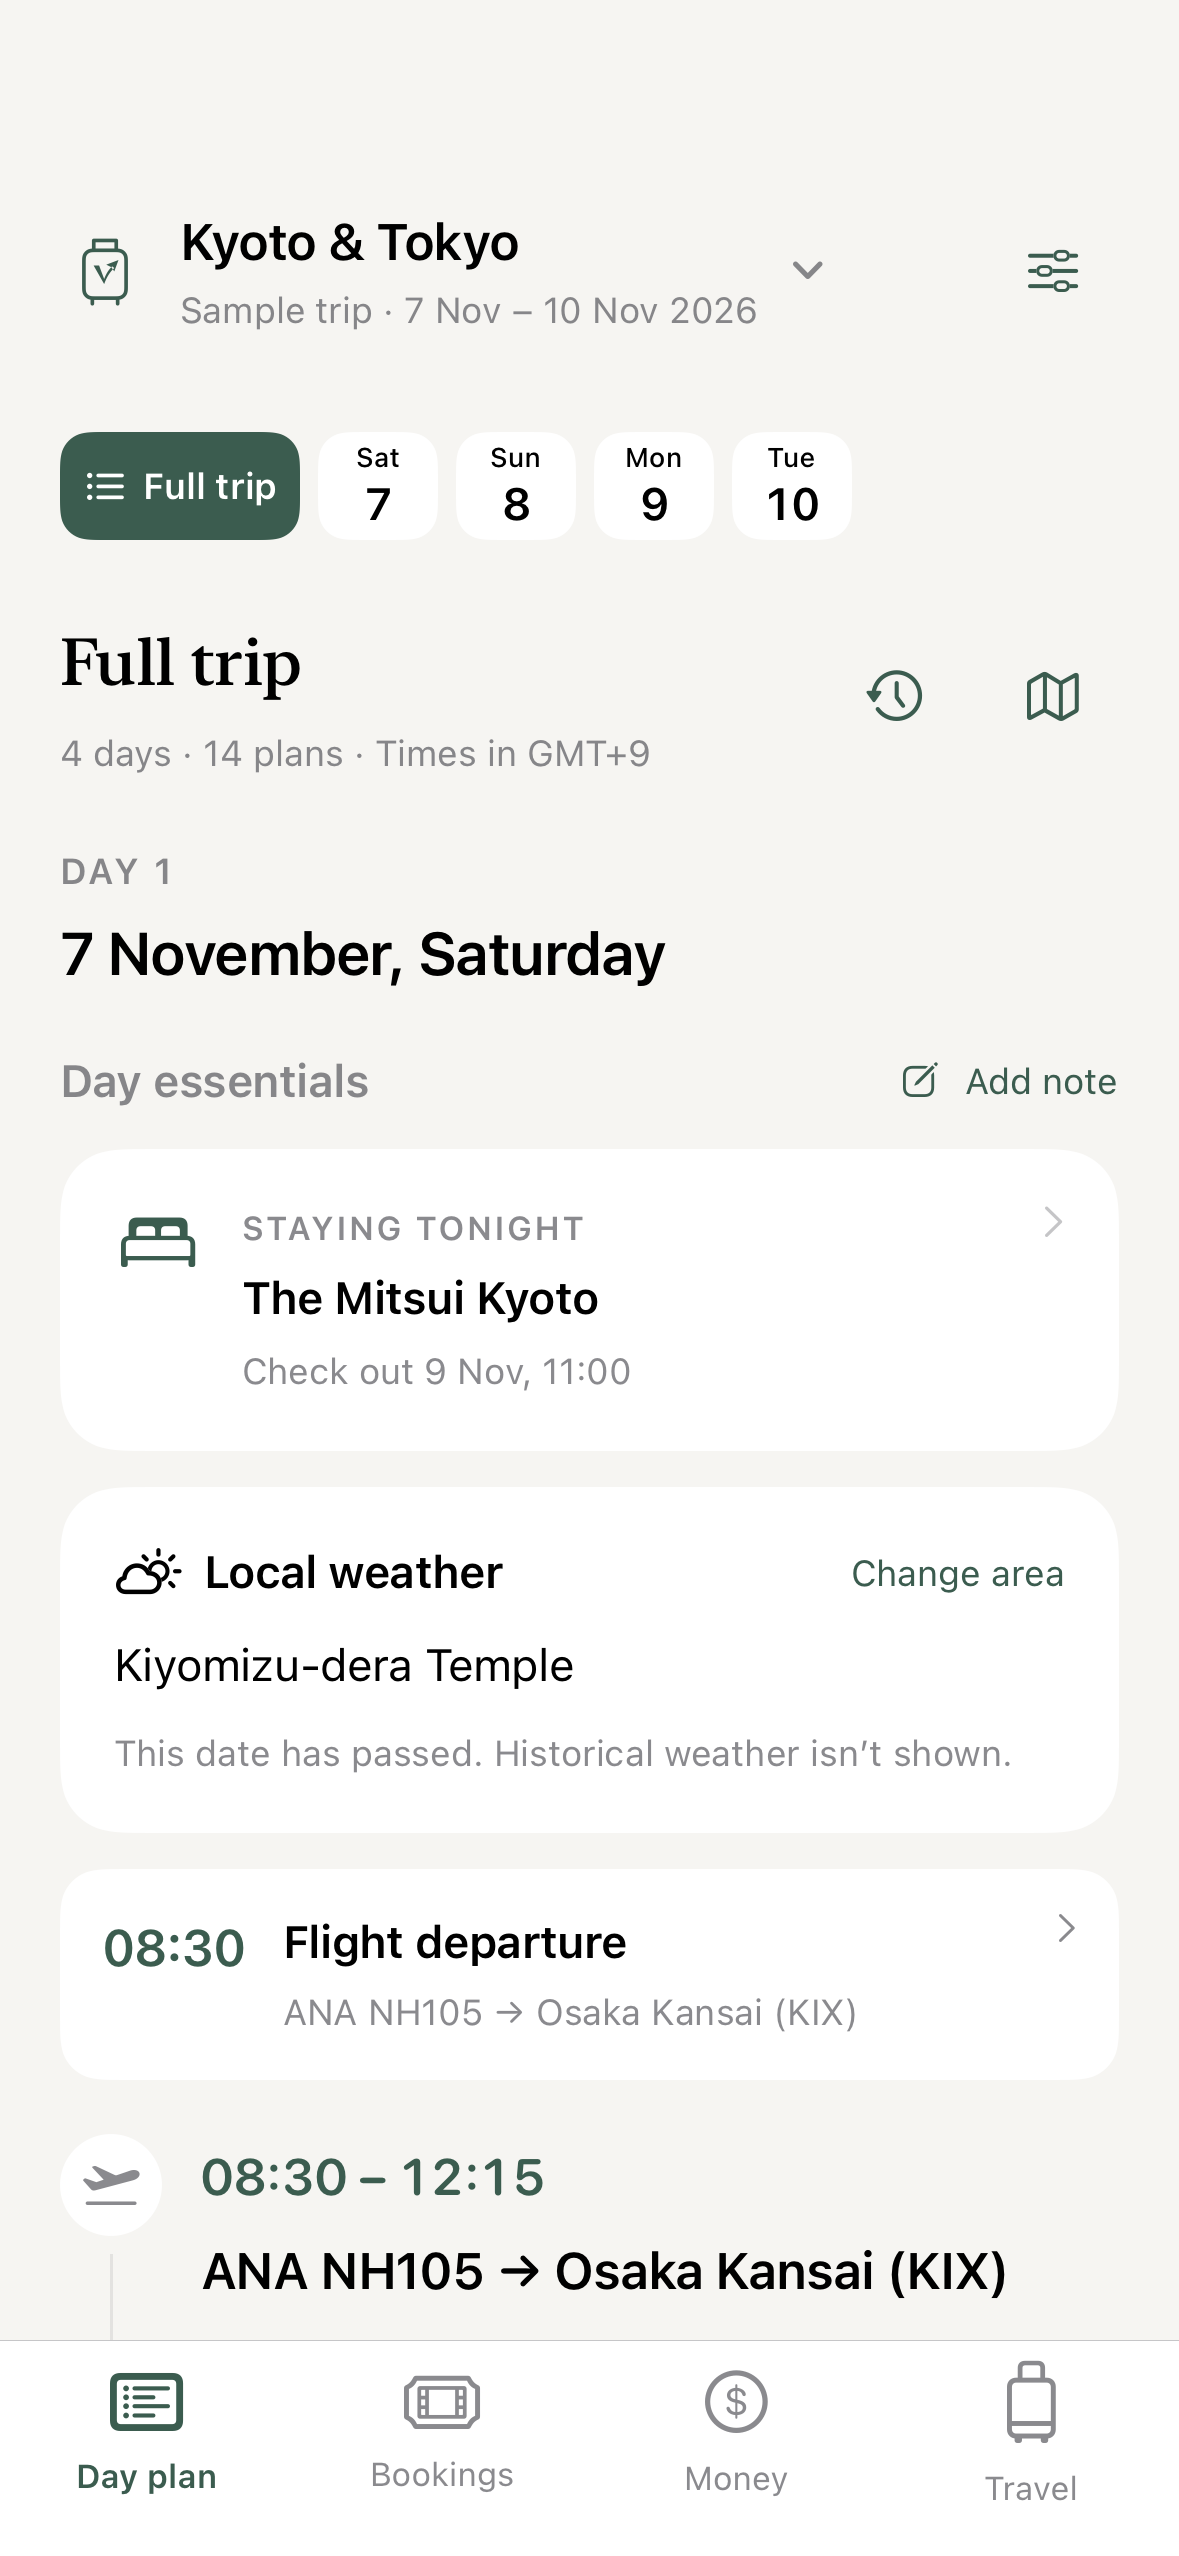 Kyoto & Tokyo
Sample trip · 7 Nov – 10 Nov 2026
Full trip
Sat
7
Sun
8
Mon
9
Tue
10
Full trip
4 days · 14 plans · Times in GMT+9
DAY 1
7 November, Saturday
Day essentials
Add note
STAYING TONIGHT
The Mitsui Kyoto
Check out 9 Nov, 11:00
Local weather
Change area
Kiyomizu-dera Temple
This date has passed. Historical weather isn’t shown.
08:30
Flight departure
ANA NH105 → Osaka Kansai (KIX)
08:30 – 12:15
ANA NH105 → Osaka Kansai (KIX)
Day plan
Bookings
Money
Travel